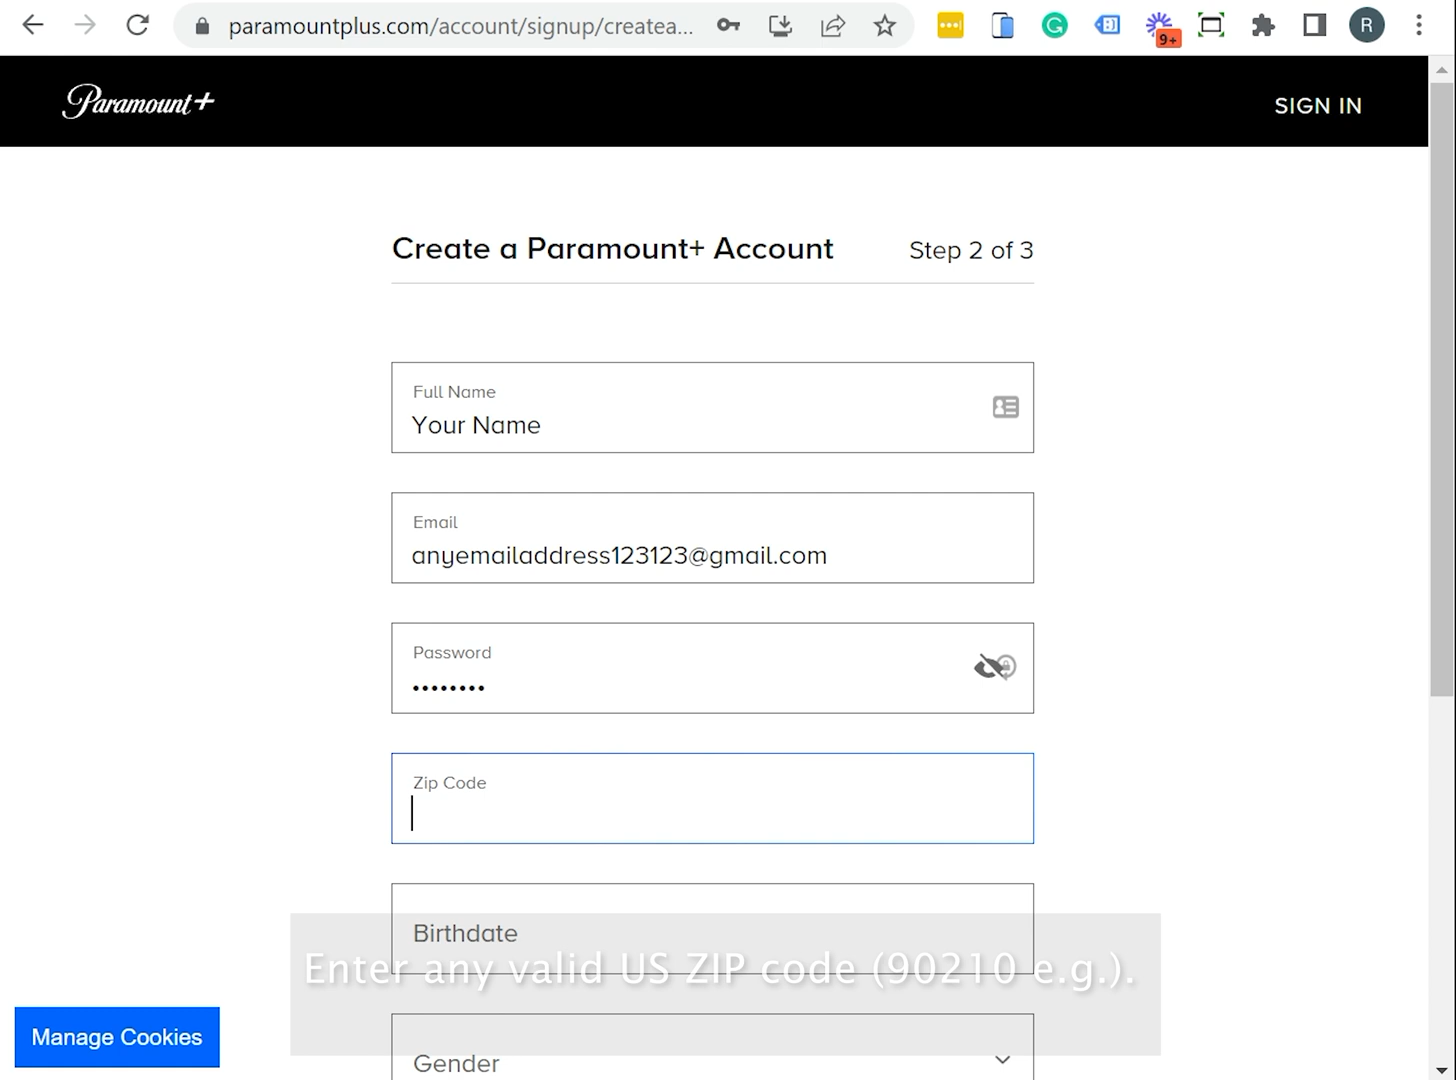 paramountplus.com/account/signup/createa...
9+
R
Paramount+
SIGN IN
Create a Paramount+ Account
Step 2 of 3
Full Name
Your Name
Email
anyemailaddress123123@gmail.com
Password
••••••••
Zip Code
Birthdate
Enter any valid US ZIP code (90210 e.g.).
Manage Cookies
Gender